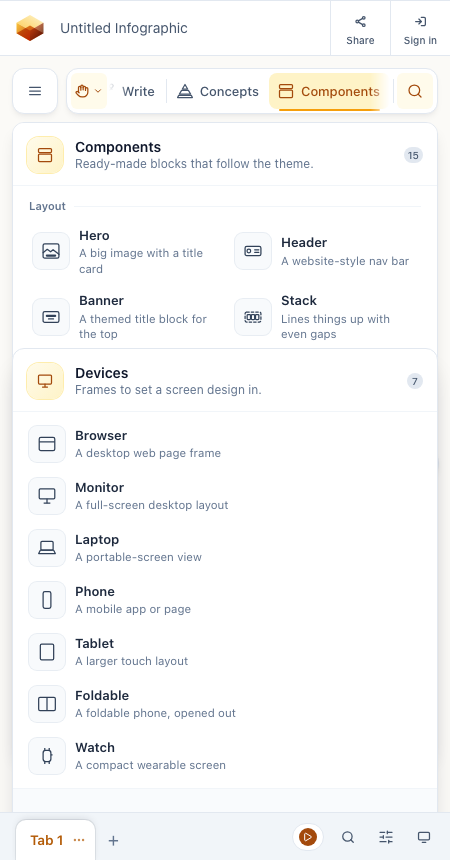 Untitled Infographic
Share
Sign in
Write
Concepts
Components
Components
Ready-made blocks that follow the theme.
15
Layout
Hero
A big image with a title
card
Header
A website-style nav bar
Banner
A themed title block for
the top
Stack
Lines things up with
even gaps
Devices
Frames to set a screen design in.
7
Browser
A desktop web page frame
Monitor
A full-screen desktop layout
Laptop
A portable-screen view
Phone
A mobile app or page
Tablet
A larger touch layout
Foldable
A foldable phone, opened out
Watch
A compact wearable screen
Tab 1